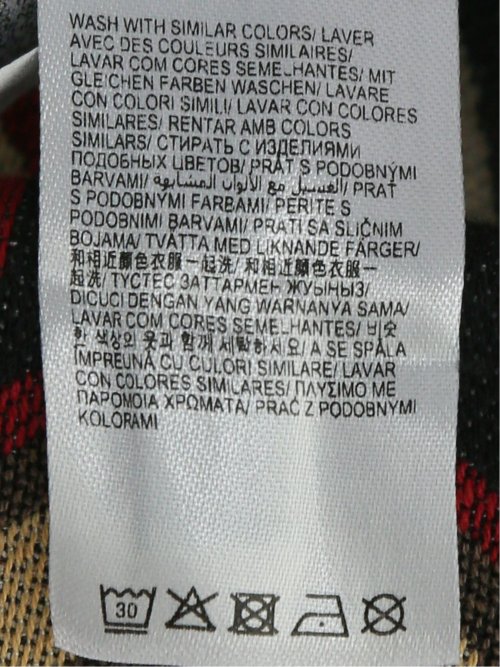 WASH WITH SIMILAR COLORS/ LAVER
AVEC DES COULEURS SIMILAIRES/
LAVAR COM CORES SEMELHANTES/ MIT
GLEICHEN FARBEN WASCHEN/ LAVARE
CON COLORI SIMILI/ LAVAR CON COLORES
SIMILARES/ RENTAR AMB COLORS
SIMILARS/ СТИРАТЬ С ИЗДЕЛИЯМИ
ПОДОБНЫХ ЦВЕТОВ/ PRÁT S PODOBNÝMI
BARVAMI/ الغسيل مع الألوان المشابهة/ PRAŤ
S PODOBNÝMI FARBAMI/ PËRITE S
PODOBNIMI BARVAMI/ PRATI SA SLIČNIM
BOJAMA/ TVÄTTA MED LIKNANDE FÄRGER/
和相近顏色衣服一起洗/ 和相近颜色衣服一
起洗/ ТҮСТЕС ЗАТТАРМЕН ЖУЫҢЫЗ/
DICUCI DENGAN YANG WARNANYA SAMA/
LAVAR COM CORES SEMELHANTES/ 비슷
한 색상의 옷과 함께 세탁하시오/ A SE SPĂLA
ÎMPREUNĂ CU CULORI SIMILARE/ LAVAR
CON COLORES SIMILARES/ ΠΛΥΣΙΜΟ ΜΕ
ΠΑΡΟΜΟΙΑ ΧΡΩΜΑΤΑ/ PRAĆ Z PODOBNYMI
KOLORAMI
30